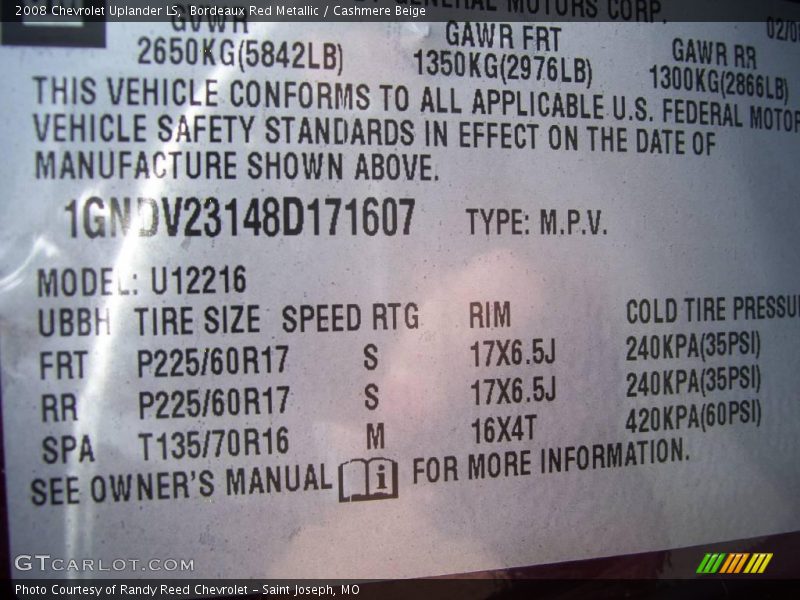 2008 Chevrolet Uplander LS, Bordeaux Red Metallic / Cashmere Beige
GENERAL MOTORS CORP.
GVWR GAWR FRT GAWR RR
2650KG(5842LB) 1350KG(2976LB) 1300KG(2866LB)
THIS VEHICLE CONFORMS TO ALL APPLICABLE U.S. FEDERAL MOTOR
VEHICLE SAFETY STANDARDS IN EFFECT ON THE DATE OF
MANUFACTURE SHOWN ABOVE.
1GNDV23148D171607 TYPE: M.P.V.
MODEL: U12216
UBBH TIRE SIZE SPEED RTG RIM COLD TIRE PRESSU
FRT P225/60R17 S 17X6.5J 240KPA(35PSI)
RR P225/60R17 S 17X6.5J 240KPA(35PSI)
SPA T135/70R16 M 16X4T 420KPA(60PSI)
SEE OWNER'S MANUAL i FOR MORE INFORMATION.
GTCARLOT.COM
Photo Courtesy of Randy Reed Chevrolet - Saint Joseph, MO